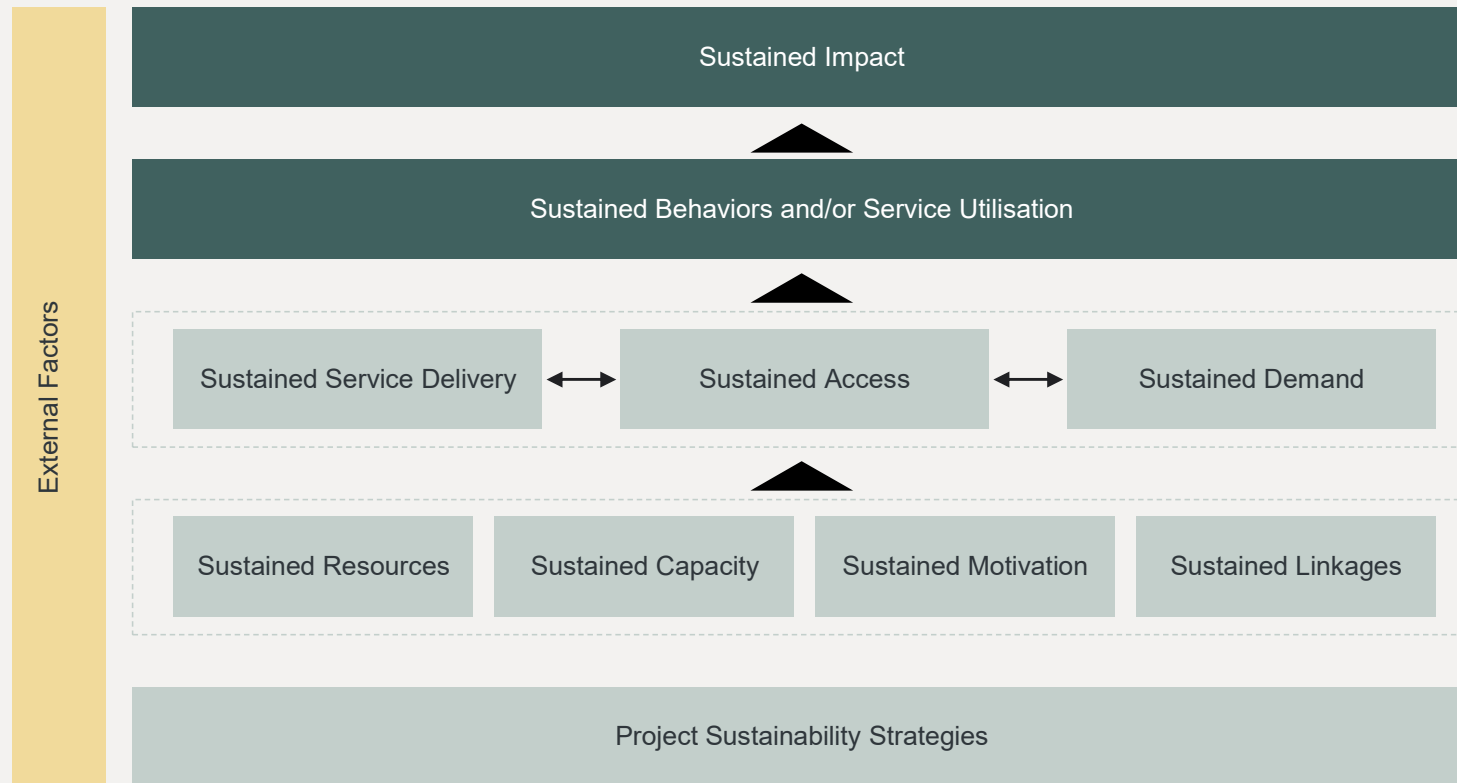 External Factors
Sustained Impact
Sustained Behaviors and/or Service Utilisation
Sustained Service Delivery
Sustained Access
Sustained Demand
Sustained Resources
Sustained Capacity
Sustained Motivation
Sustained Linkages
Project Sustainability Strategies